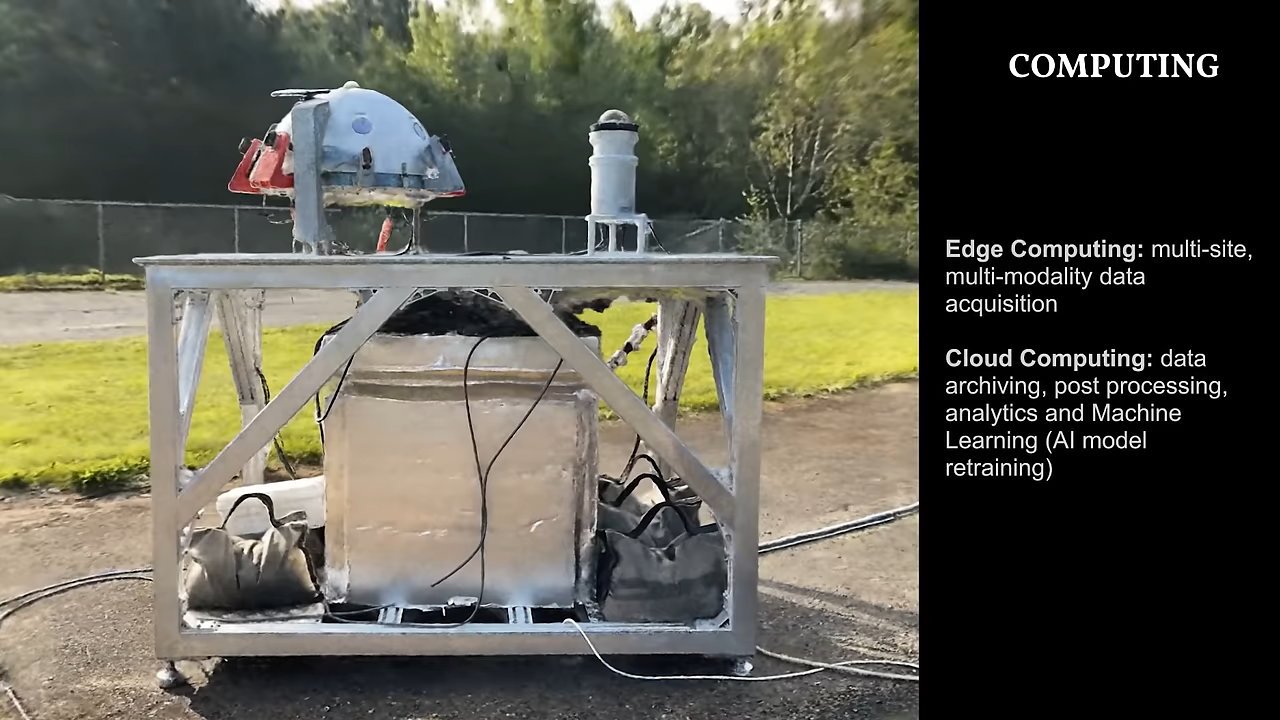 COMPUTING
Edge Computing: multi-site,
multi-modality data
acquisition
Cloud Computing: data
archiving, post processing,
analytics and Machine
Learning (AI model
retraining)